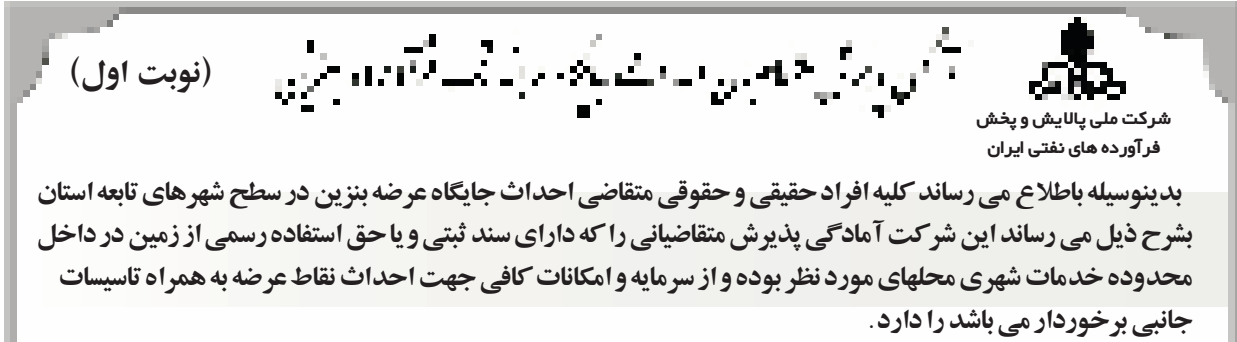 (نوبت اول)
شرکت ملی پالایش و پخش
فرآورده های نفتی ایران
بدینوسیله باطلاع می رساند کلیه افراد حقیقی و حقوقی متقاضی احداث جایگاه عرضه بنزین در سطح شهرهای تابعه استان
بشرح ذیل می رساند این شرکت آمادگی پذیرش متقاضیانی را که دارای سند ثبتی و یا حق استفاده رسمی از زمین در داخل
محدوده خدمات شهری محلهای مورد نظر بوده و از سرمایه و امکانات کافی جهت احداث نقاط عرضه به همراه تاسیسات
جانبی برخوردار می باشد را دارد.